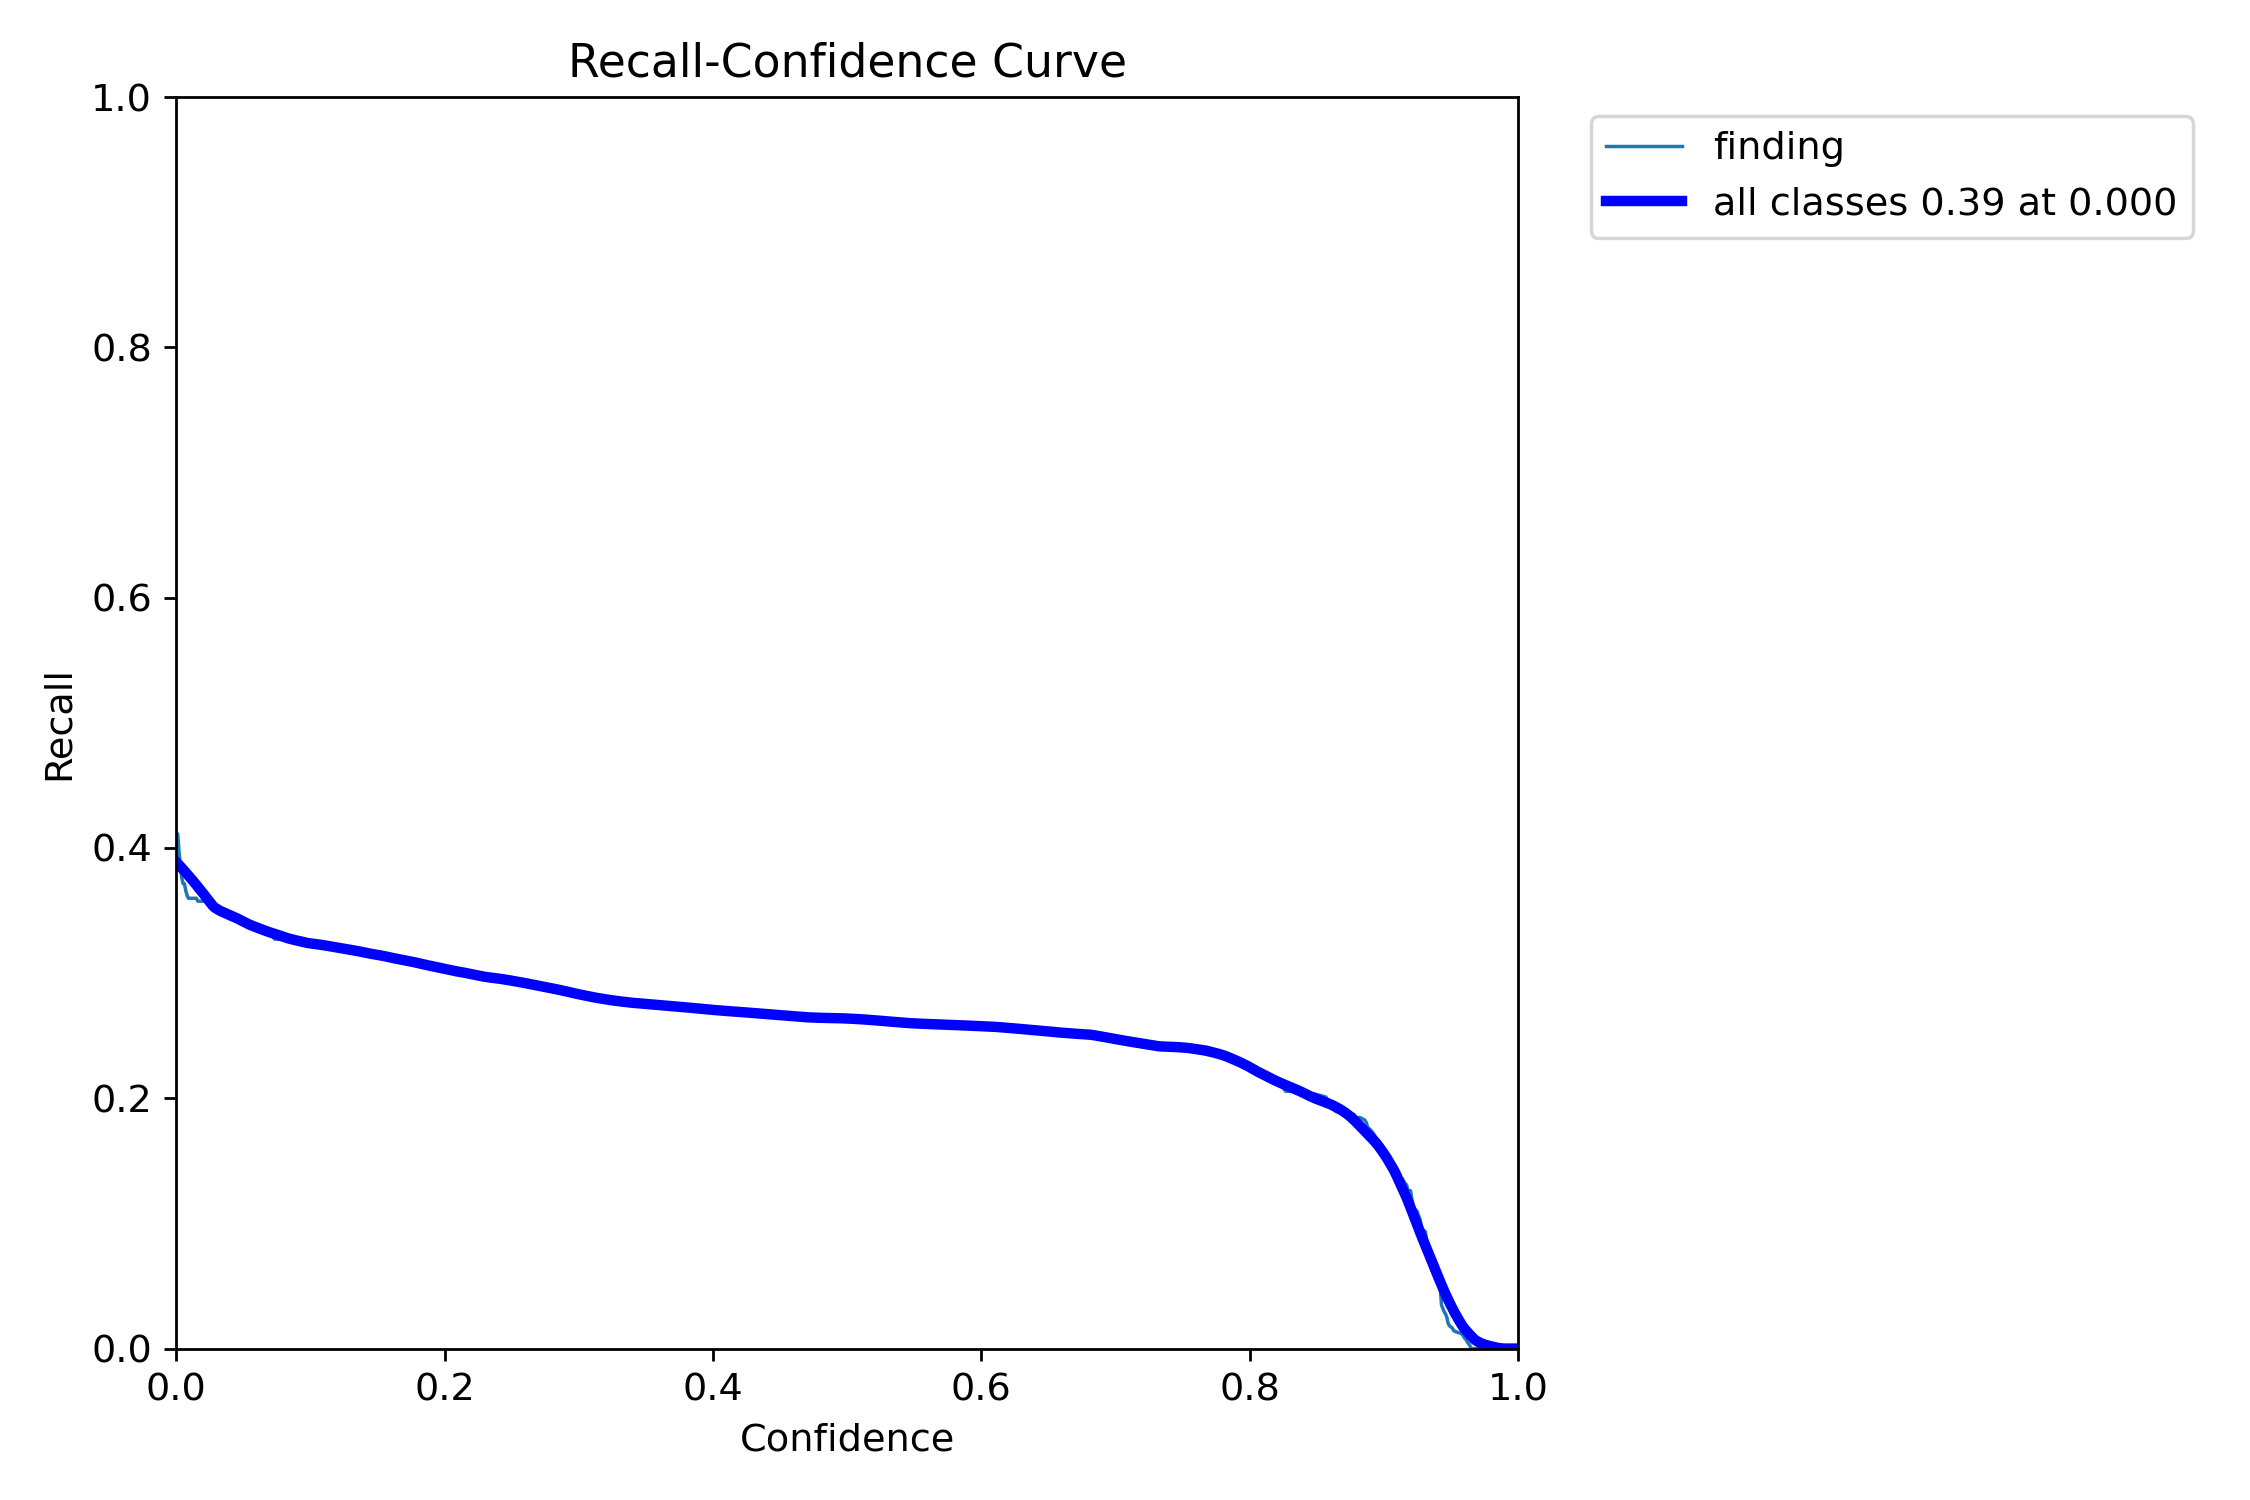 Recall-Confidence Curve
1.0
0.8
0.6
0.4
0.2
0.0
Recall
0.0 0.2 0.4 0.6 0.8 1.0
Confidence
finding
all classes 0.39 at 0.000